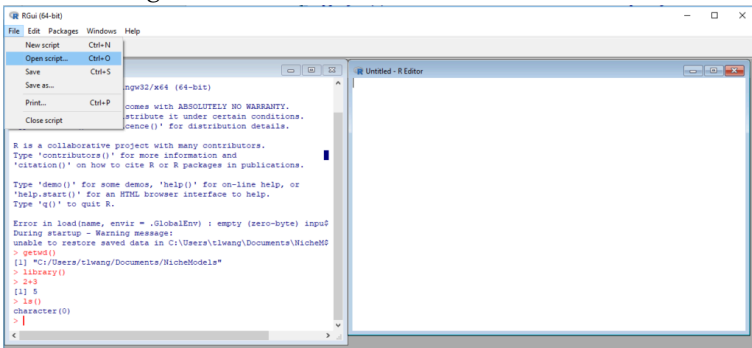 RGui (64-bit)
File Edit Packages Windows Help
New script Ctrl+N
Open script... Ctrl+O
Save Ctrl+S
Save as...
Print... Ctrl+P
Close script
Untitled - R Editor
ngw32/x64 (64-bit)
comes with ABSOLUTELY NO WARRANTY.
stribute it under certain conditions.
cence()' for distribution details.
R is a collaborative project with many contributors.
Type 'contributors()' for more information and
'citation()' on how to cite R or R packages in publications.
Type 'demo()' for some demos, 'help()' for on-line help, or
'help.start()' for an HTML browser interface to help.
Type 'q()' to quit R.
Error in load(name, envir = .GlobalEnv) : empty (zero-byte) inpu$
During startup - Warning message:
unable to restore saved data in C:\Users\tlwang\Documents\NicheM$
> getwd()
[1] "C:/Users/tlwang/Documents/NicheModels"
> library()
> 2+3
[1] 5
> ls()
character(0)
>